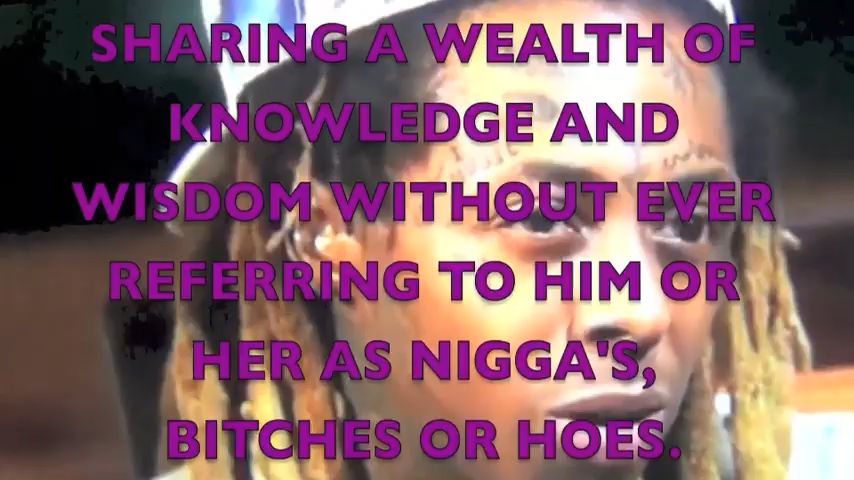 SHARING A WEALTH OF
KNOWLEDGE AND
WISDOM WITHOUT EVER
REFERRING TO HIM OR
HER AS NIGGA'S,
BITCHES OR HOES.